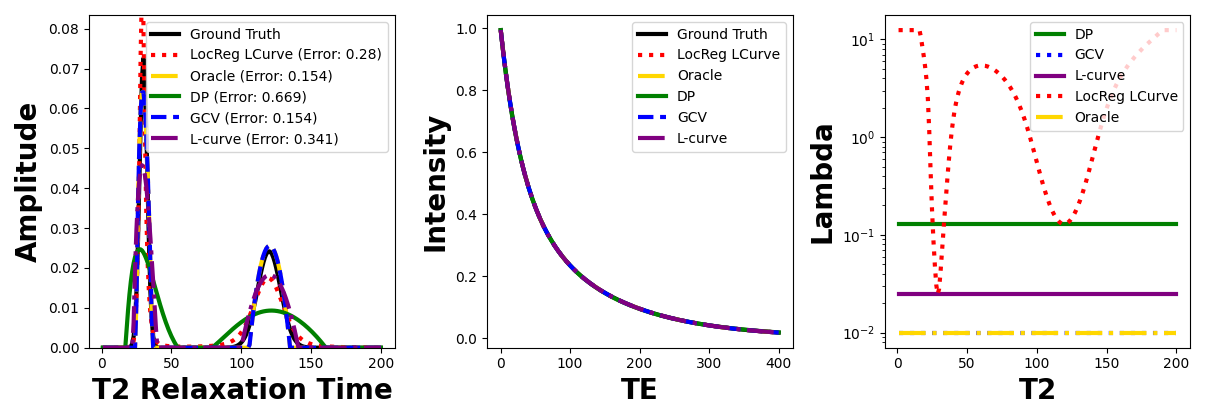 Amplitude
0.08
0.07
0.06
0.05
0.04
0.03
0.02
0.01
0.00
0
50
100
150
200
T2 Relaxation Time
Ground Truth
LocReg LCurve (Error: 0.28)
Oracle (Error: 0.154)
DP (Error: 0.669)
GCV (Error: 0.154)
L-curve (Error: 0.341)
Intensity
1.0
0.8
0.6
0.4
0.2
0.0
0
100
200
300
400
TE
Ground Truth
LocReg LCurve
Oracle
DP
GCV
L-curve
Lambda
10¹
10⁰
10⁻¹
10⁻²
0
50
100
150
200
T2
DP
GCV
L-curve
LocReg LCurve
Oracle